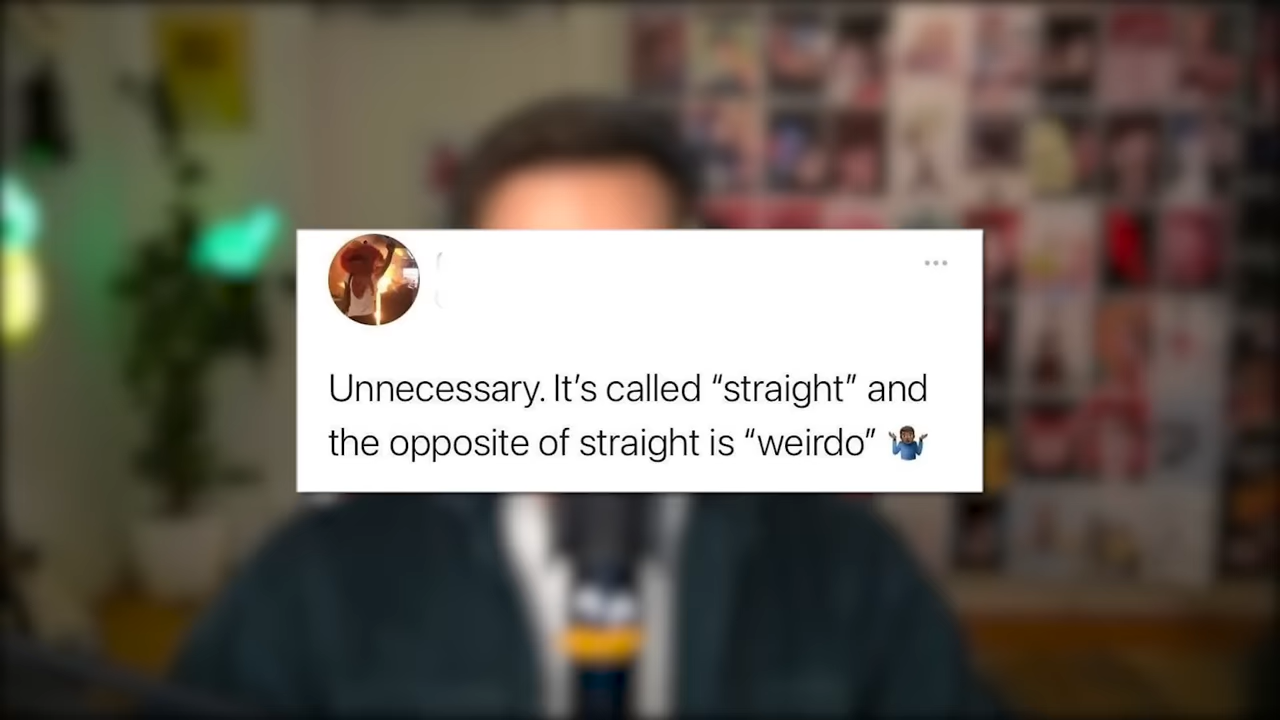 Unnecessary. It’s called “straight” and
the opposite of straight is “weirdo” 🤷🏾‍♂️